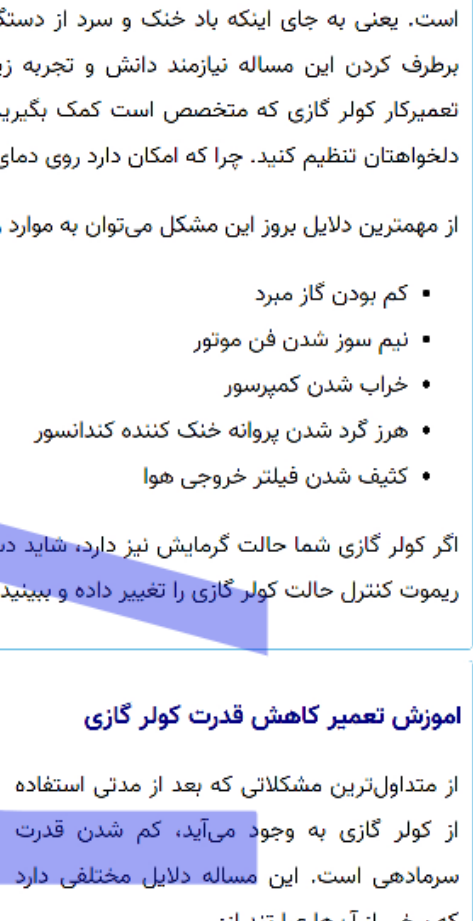 است. یعنی به جای اینکه باد خنک و سرد از
برطرف کردن این مساله نیازمند دانش و تجربه
تعمیرکار کولر گازی که متخصص است کمک بگیرید
دلخواهتان تنظیم کنید. چرا که امکان دارد روی دمای
از مهمترین دلایل بروز این مشکل می‌توان به موارد
• کم بودن گاز مبرد
• نیم سوز شدن فن موتور
• خراب شدن کمپرسور
• هرز گرد شدن پروانه خنک کننده کندانسور
• کثیف شدن فیلتر خروجی هوا
اگر کولر گازی شما حالت گرمایش نیز دارد، شاید
ریموت کنترل حالت کولر گازی را تغییر داده و ببینید
اموزش تعمیر کاهش قدرت کولر گازی
از متداول‌ترین مشکلاتی که بعد از مدتی استفاده
از کولر گازی به وجود می‌آید، کم شدن قدرت
سرمادهی است. این مساله دلایل مختلفی دارد